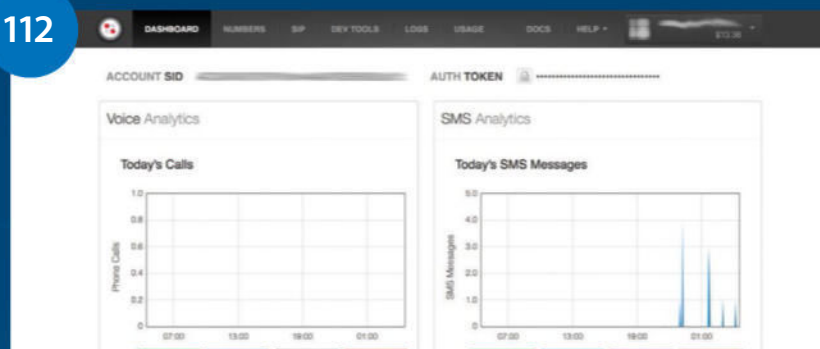 112
DASHBOARD NUMBERS SIP DEV TOOLS LOGS USAGE DOCS HELP
$13.38
ACCOUNT SID AUTH TOKEN
Voice Analytics
Today's Calls
Phone Calls
1.0
0.8
0.6
0.4
0.2
0
07:00 13:00 19:00 01:00
SMS Analytics
Today's SMS Messages
SMS Messages
5.0
4.0
3.0
2.0
1.0
0
07:00 13:00 19:00 01:00